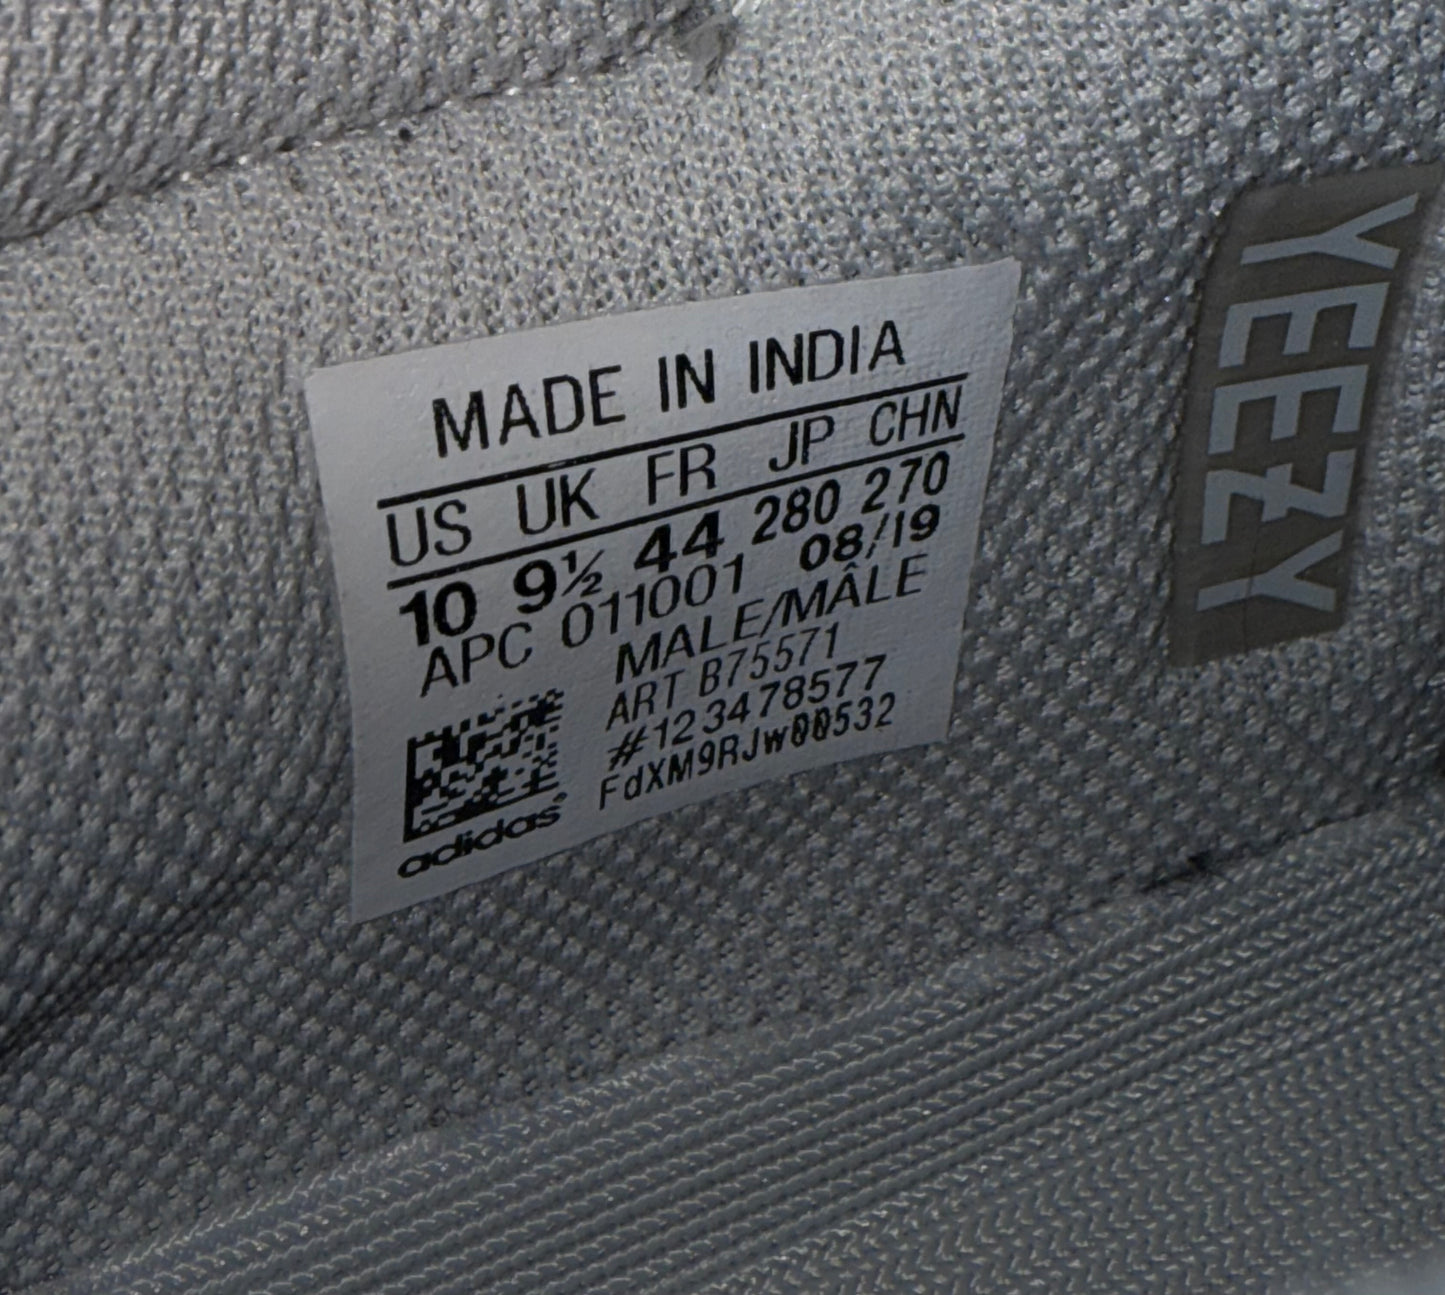 MADE IN INDIA
US UK FR JP CHN
10 9½ 44 280 270
APC 011001 08/19
MALE/MÂLE
ART B75571
#123478577
FdXM9RJw00532
adidas
YEEZY